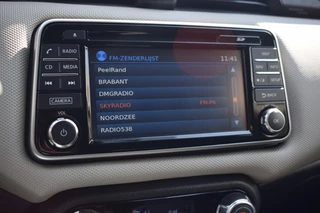 RADIO
CD
MEDIA
CAMERA
VOL
FM-ZENDERLIJST
11:41
PeelRand
BRABANT
DMGRADIO
SKYRADIO
NOORDZEE
RADIO538
BACK